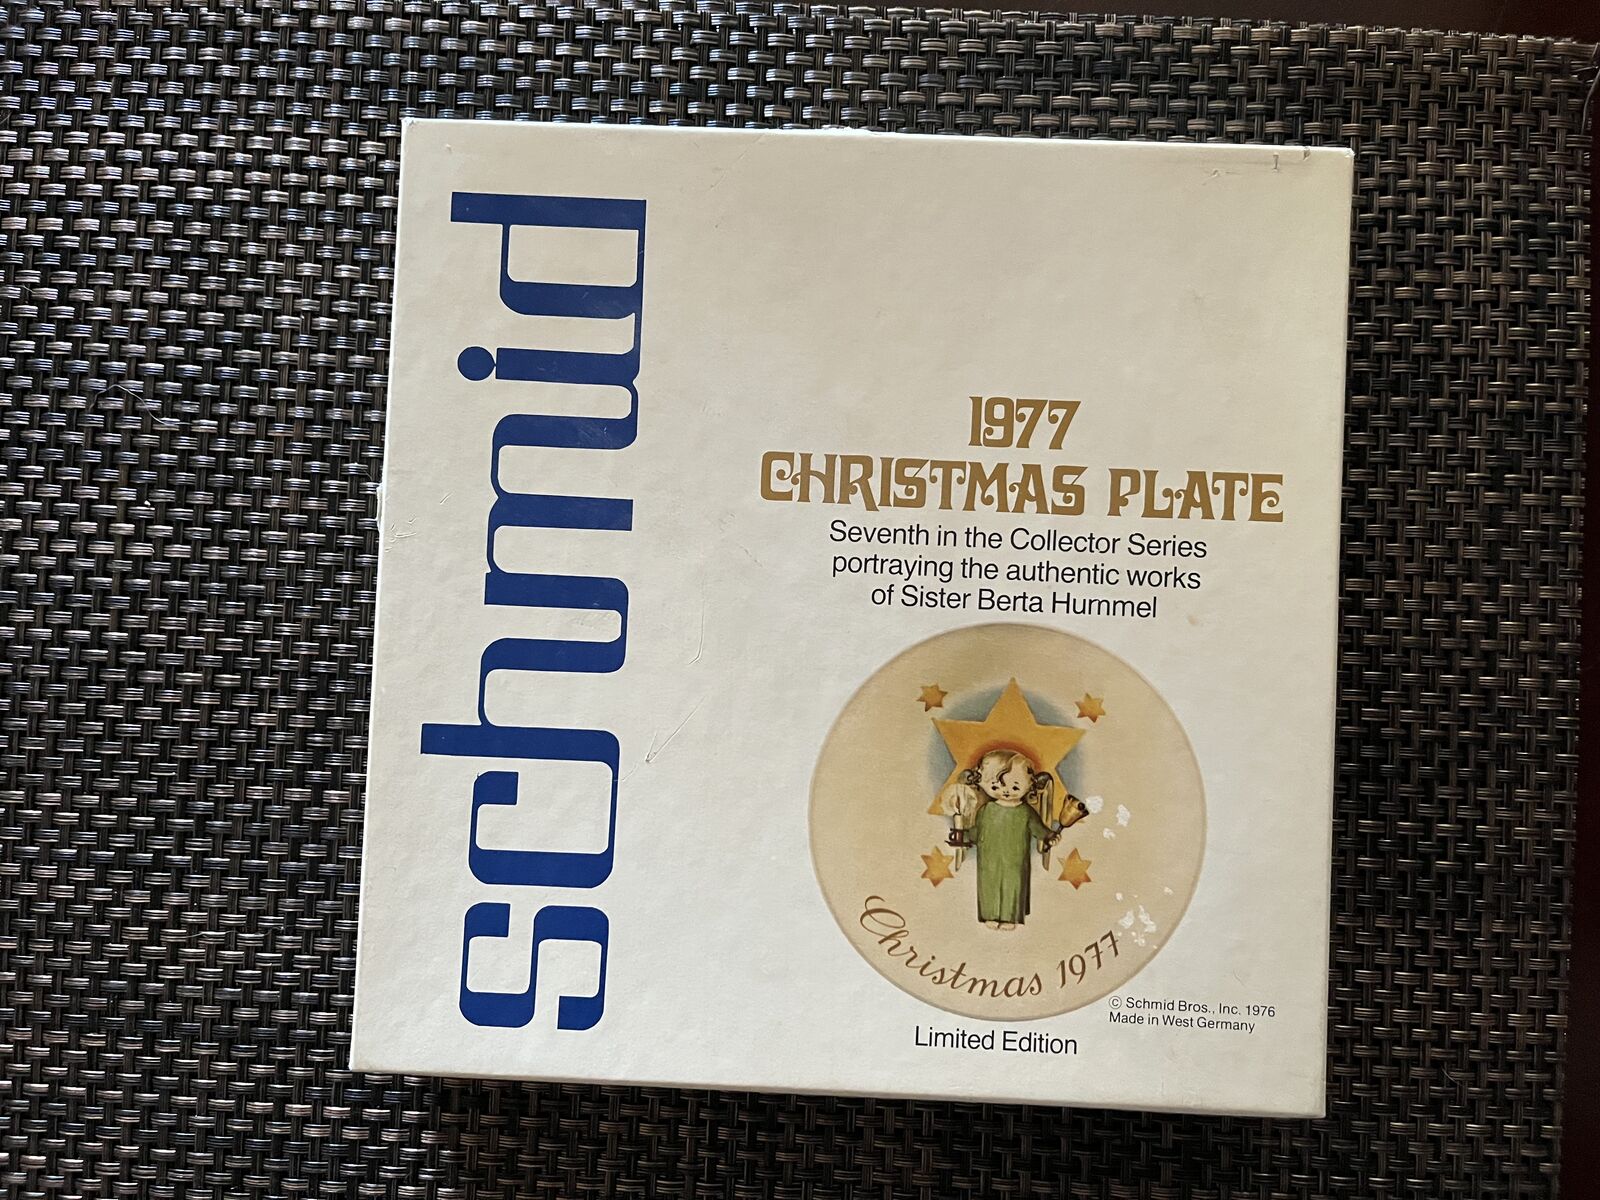 schmid
1977
CHRISTMAS PLATE
Seventh in the Collector Series
portraying the authentic works
of Sister Berta Hummel
Christmas 1977
© Schmid Bros., Inc. 1976
Made in West Germany
Limited Edition